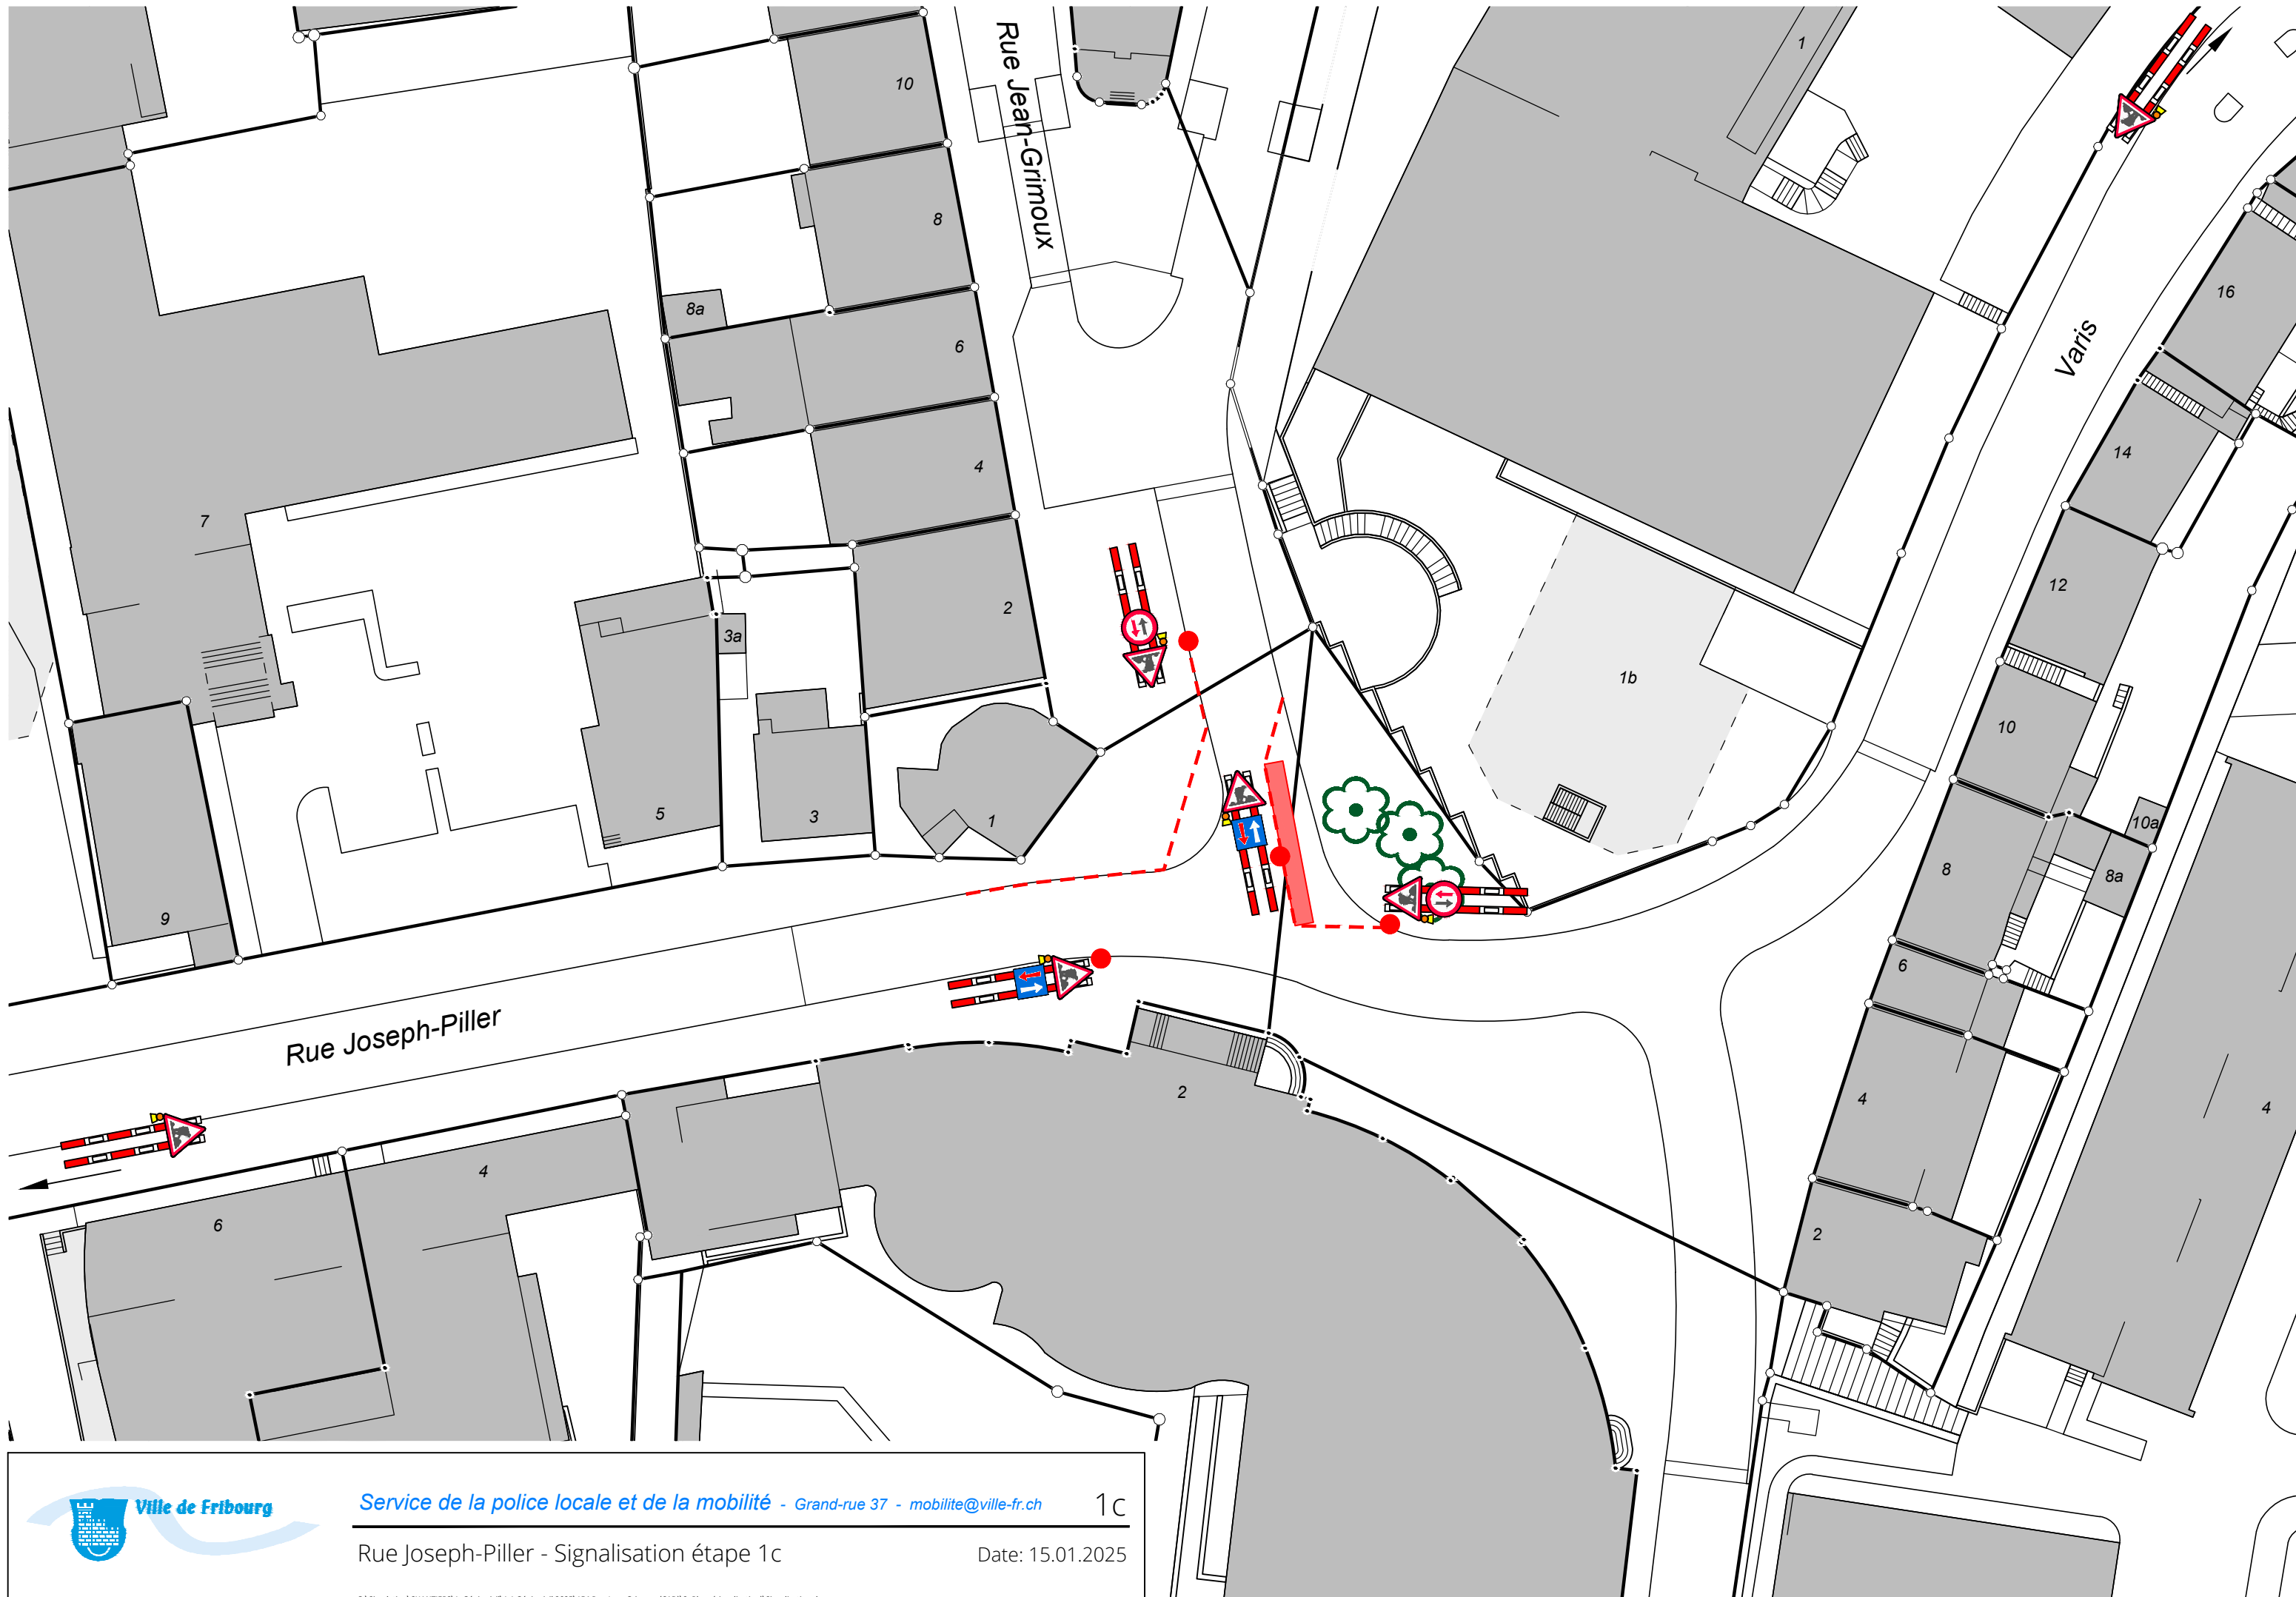 Rue Jean-Grimoux
Varis
Rue Joseph-Piller
10
8
8a
6
4
2
7
3a
5
3
1
9
1
1b
16
14
12
10
10a
8
8a
6
4
2
4
2
4
6
Ville de Fribourg
Service de la police locale et de la mobilité - Grand-rue 37 - mobilite@ville-fr.ch
1c
Rue Joseph-Piller - Signalisation étape 1c
Date: 15.01.2025